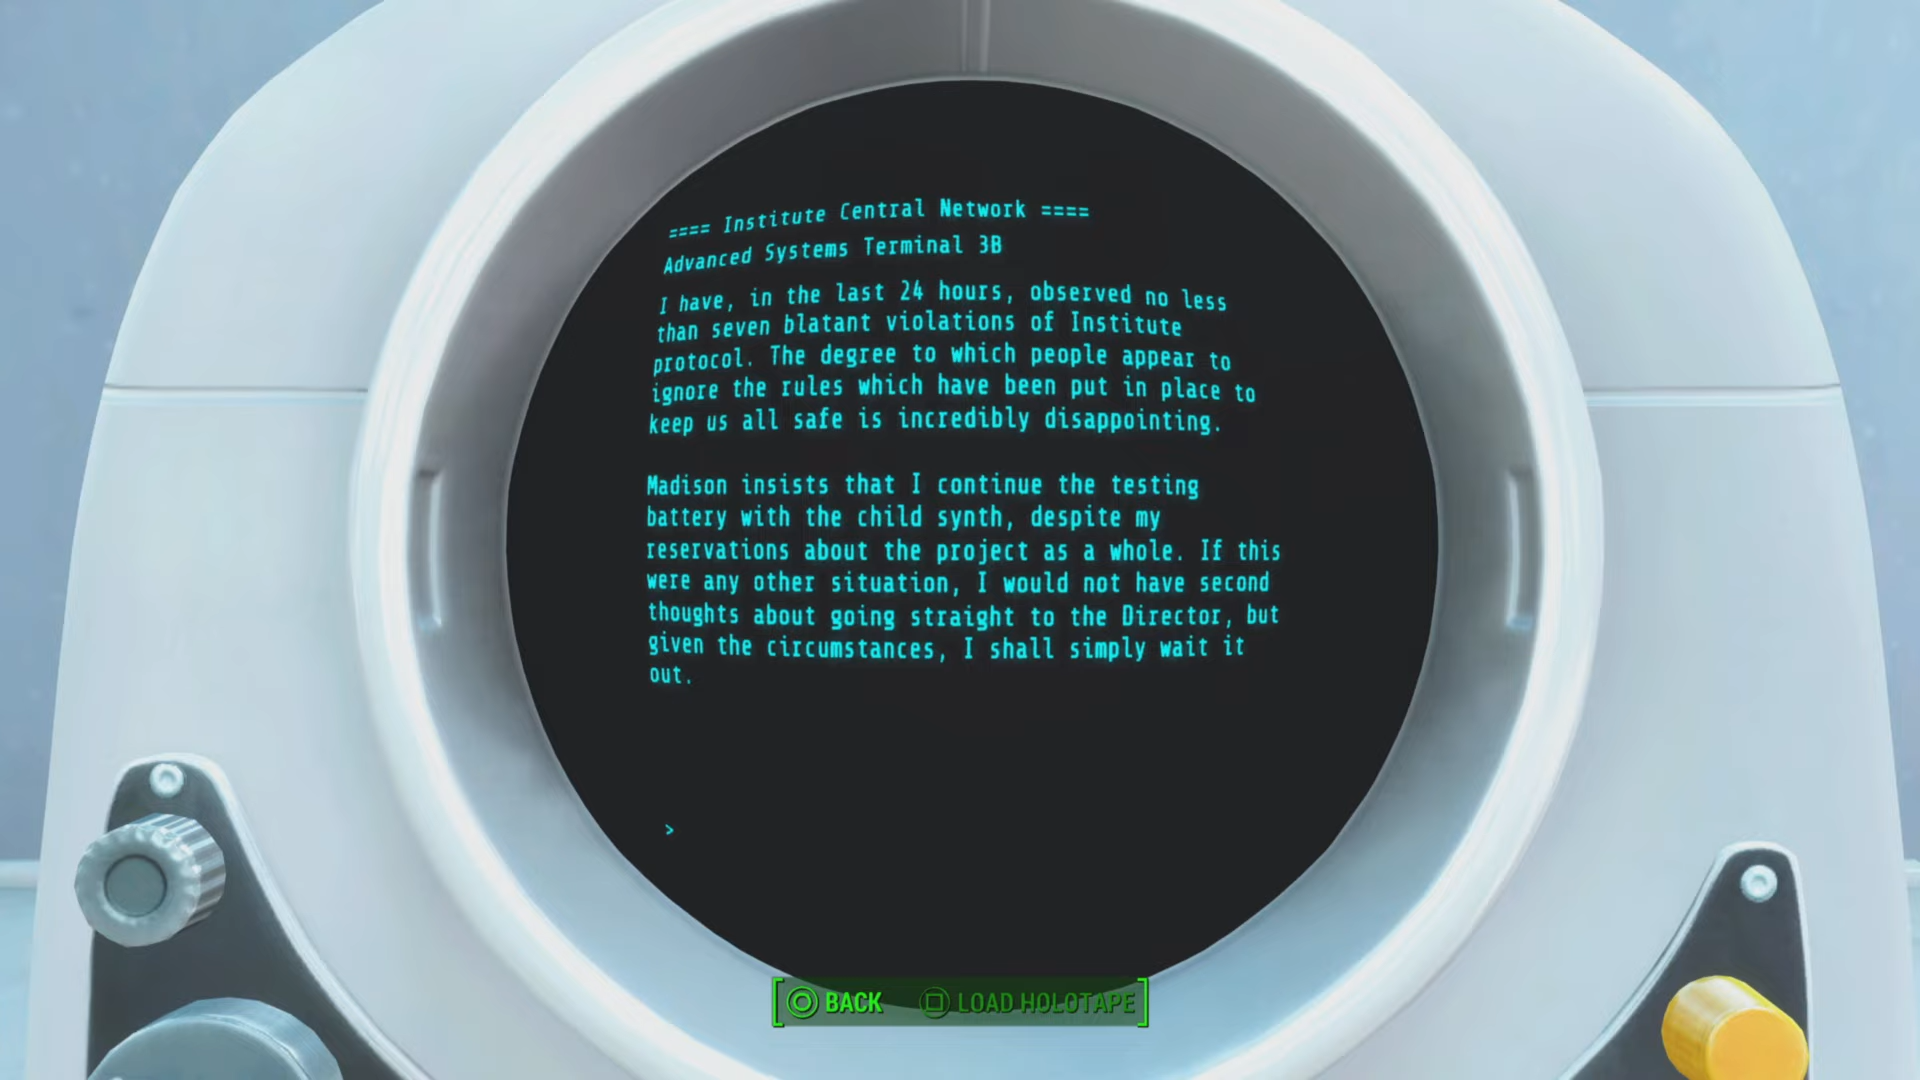 ==== Institute Central Network ====
Advanced Systems Terminal 3B
I have, in the last 24 hours, observed no less
than seven blatant violations of Institute
protocol. The degree to which people appear to
ignore the rules which have been put in place to
keep us all safe is incredibly disappointing.
Madison insists that I continue the testing
battery with the child synth, despite my
reservations about the project as a whole. If this
were any other situation, I would not have second
thoughts about going straight to the Director, but
given the circumstances, I shall simply wait it
out.
>
BACK LOAD HOLOTAPE